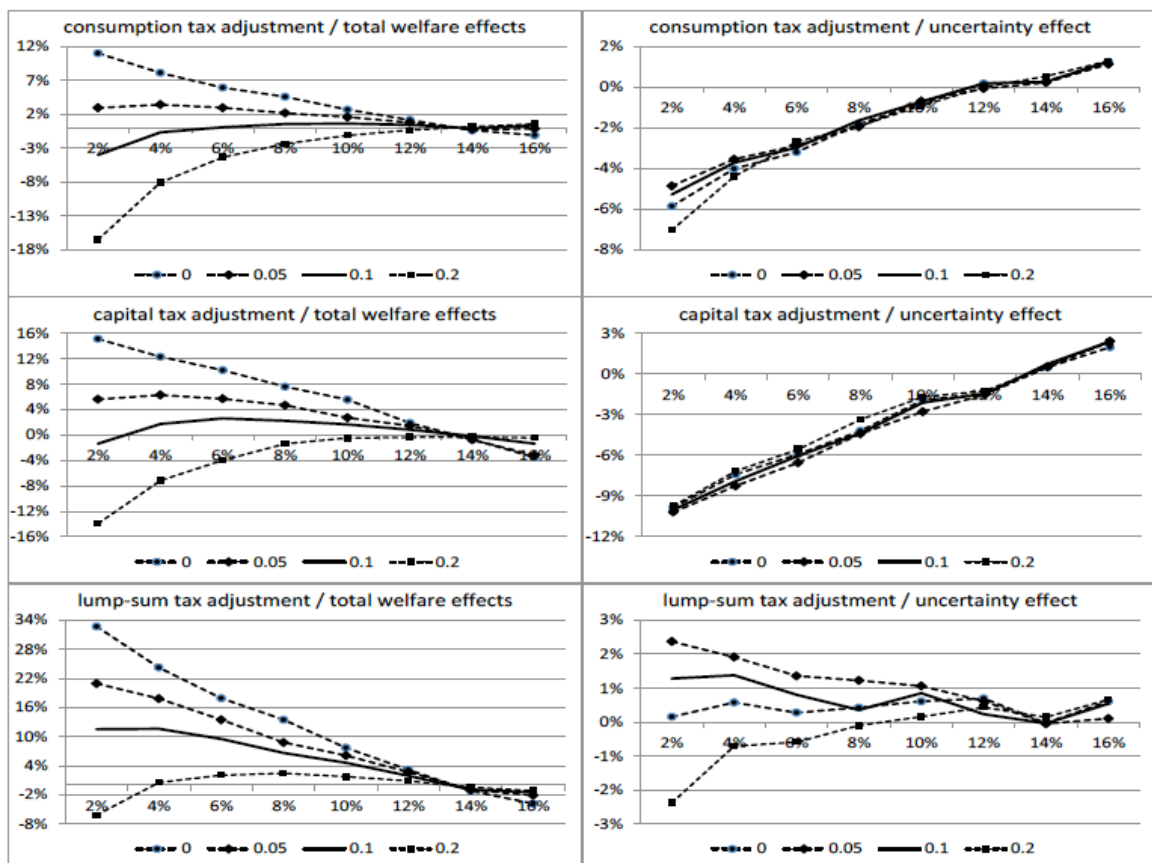 consumption tax adjustment / total welfare effects
12%
7%
2%
-3%
2% 4% 6% 8% 10% 12% 14% 16%
-8%
-13%
-18%
0 0.05 0.1 0.2
consumption tax adjustment / uncertainty effect
2%
0%
2% 4% 6% 8% 10% 12% 14% 16%
-2%
-4%
-6%
-8%
0 0.05 0.1 0.2
capital tax adjustment / total welfare effects
16%
12%
8%
4%
0%
2% 4% 6% 8% 10% 12% 14% 16%
-4%
-8%
-12%
-16%
0 0.05 0.1 0.2
capital tax adjustment / uncertainty effect
3%
0%
2% 4% 6% 8% 10% 12% 14% 16%
-3%
-6%
-9%
-12%
0 0.05 0.1 0.2
lump-sum tax adjustment / total welfare effects
34%
28%
22%
16%
10%
4%
-2%
2% 4% 6% 8% 10% 12% 14% 16%
-8%
0 0.05 0.1 0.2
lump-sum tax adjustment / uncertainty effect
3%
2%
1%
0%
2% 4% 6% 8% 10% 12% 14% 16%
-1%
-2%
-3%
0 0.05 0.1 0.2